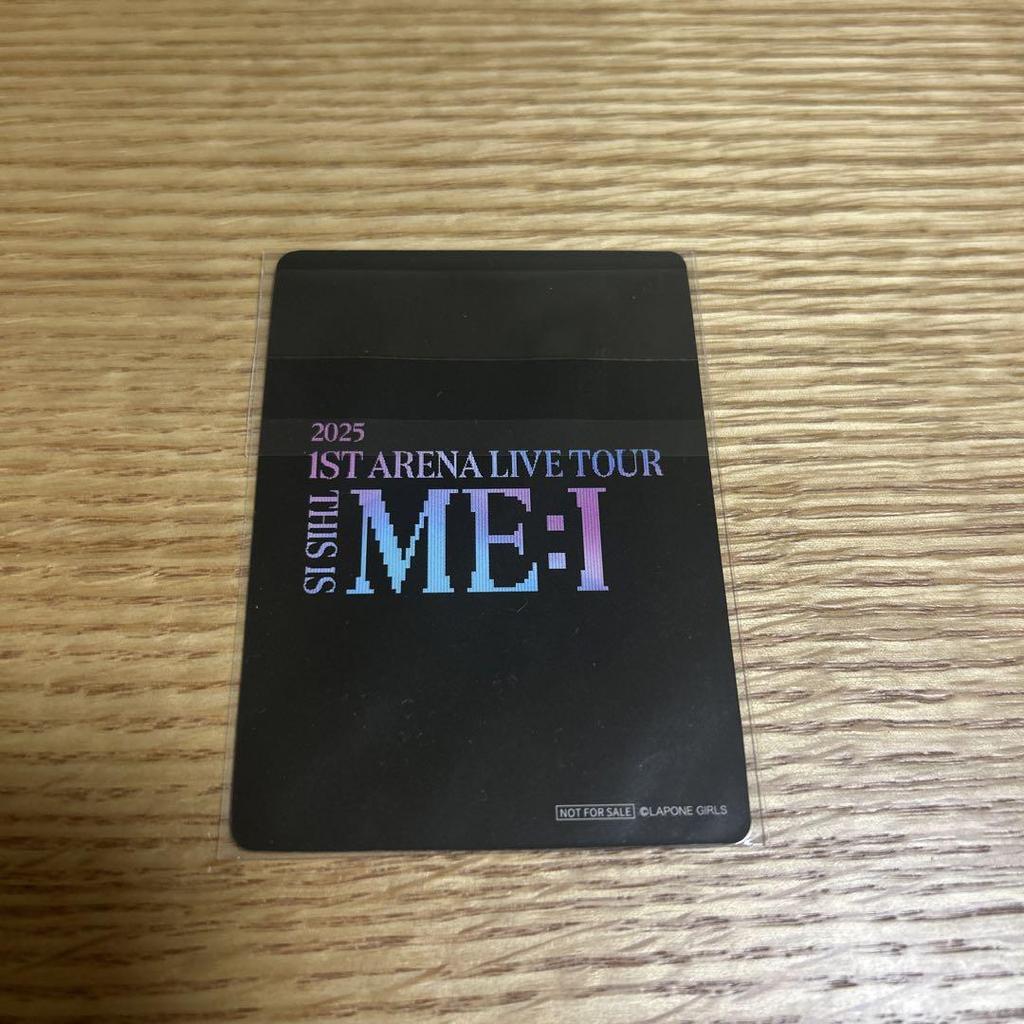 2025
1ST ARENA LIVE TOUR
THIS IS
ME:I
NOT FOR SALE ©LAPONE GIRLS